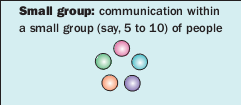 Small group: communication within
a small group (say, 5 to 10) of people